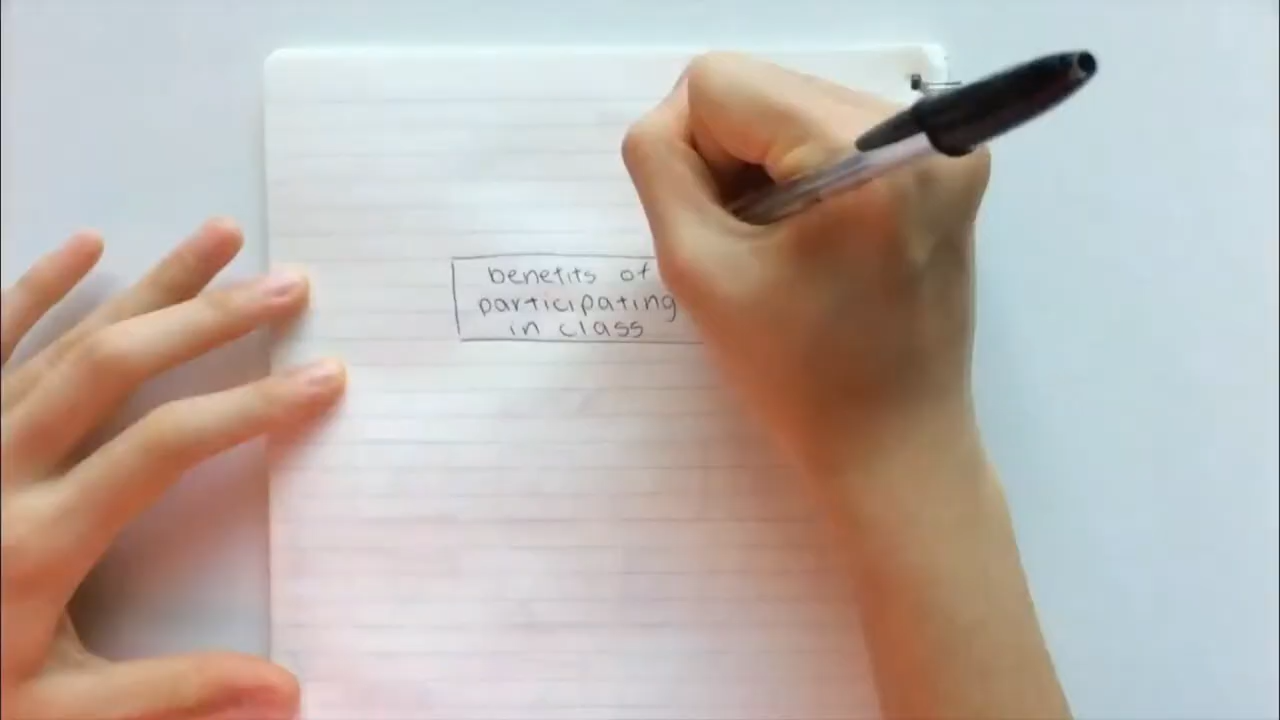 benefits of
participating
in class